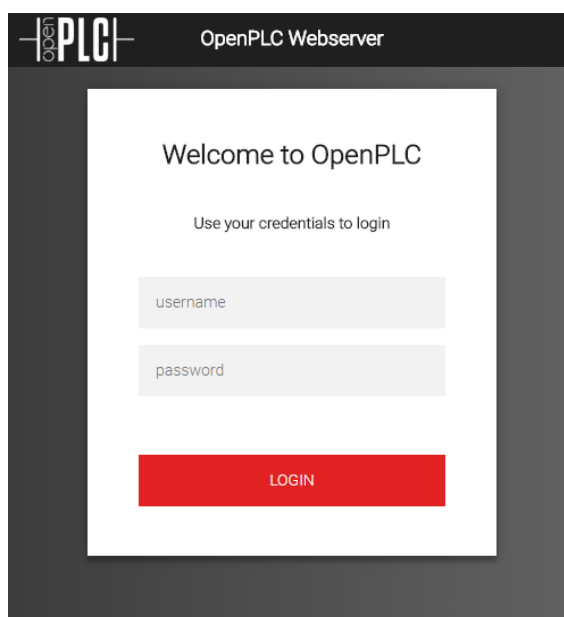 open PLC
OpenPLC Webserver
Welcome to OpenPLC
Use your credentials to login
username
password
LOGIN